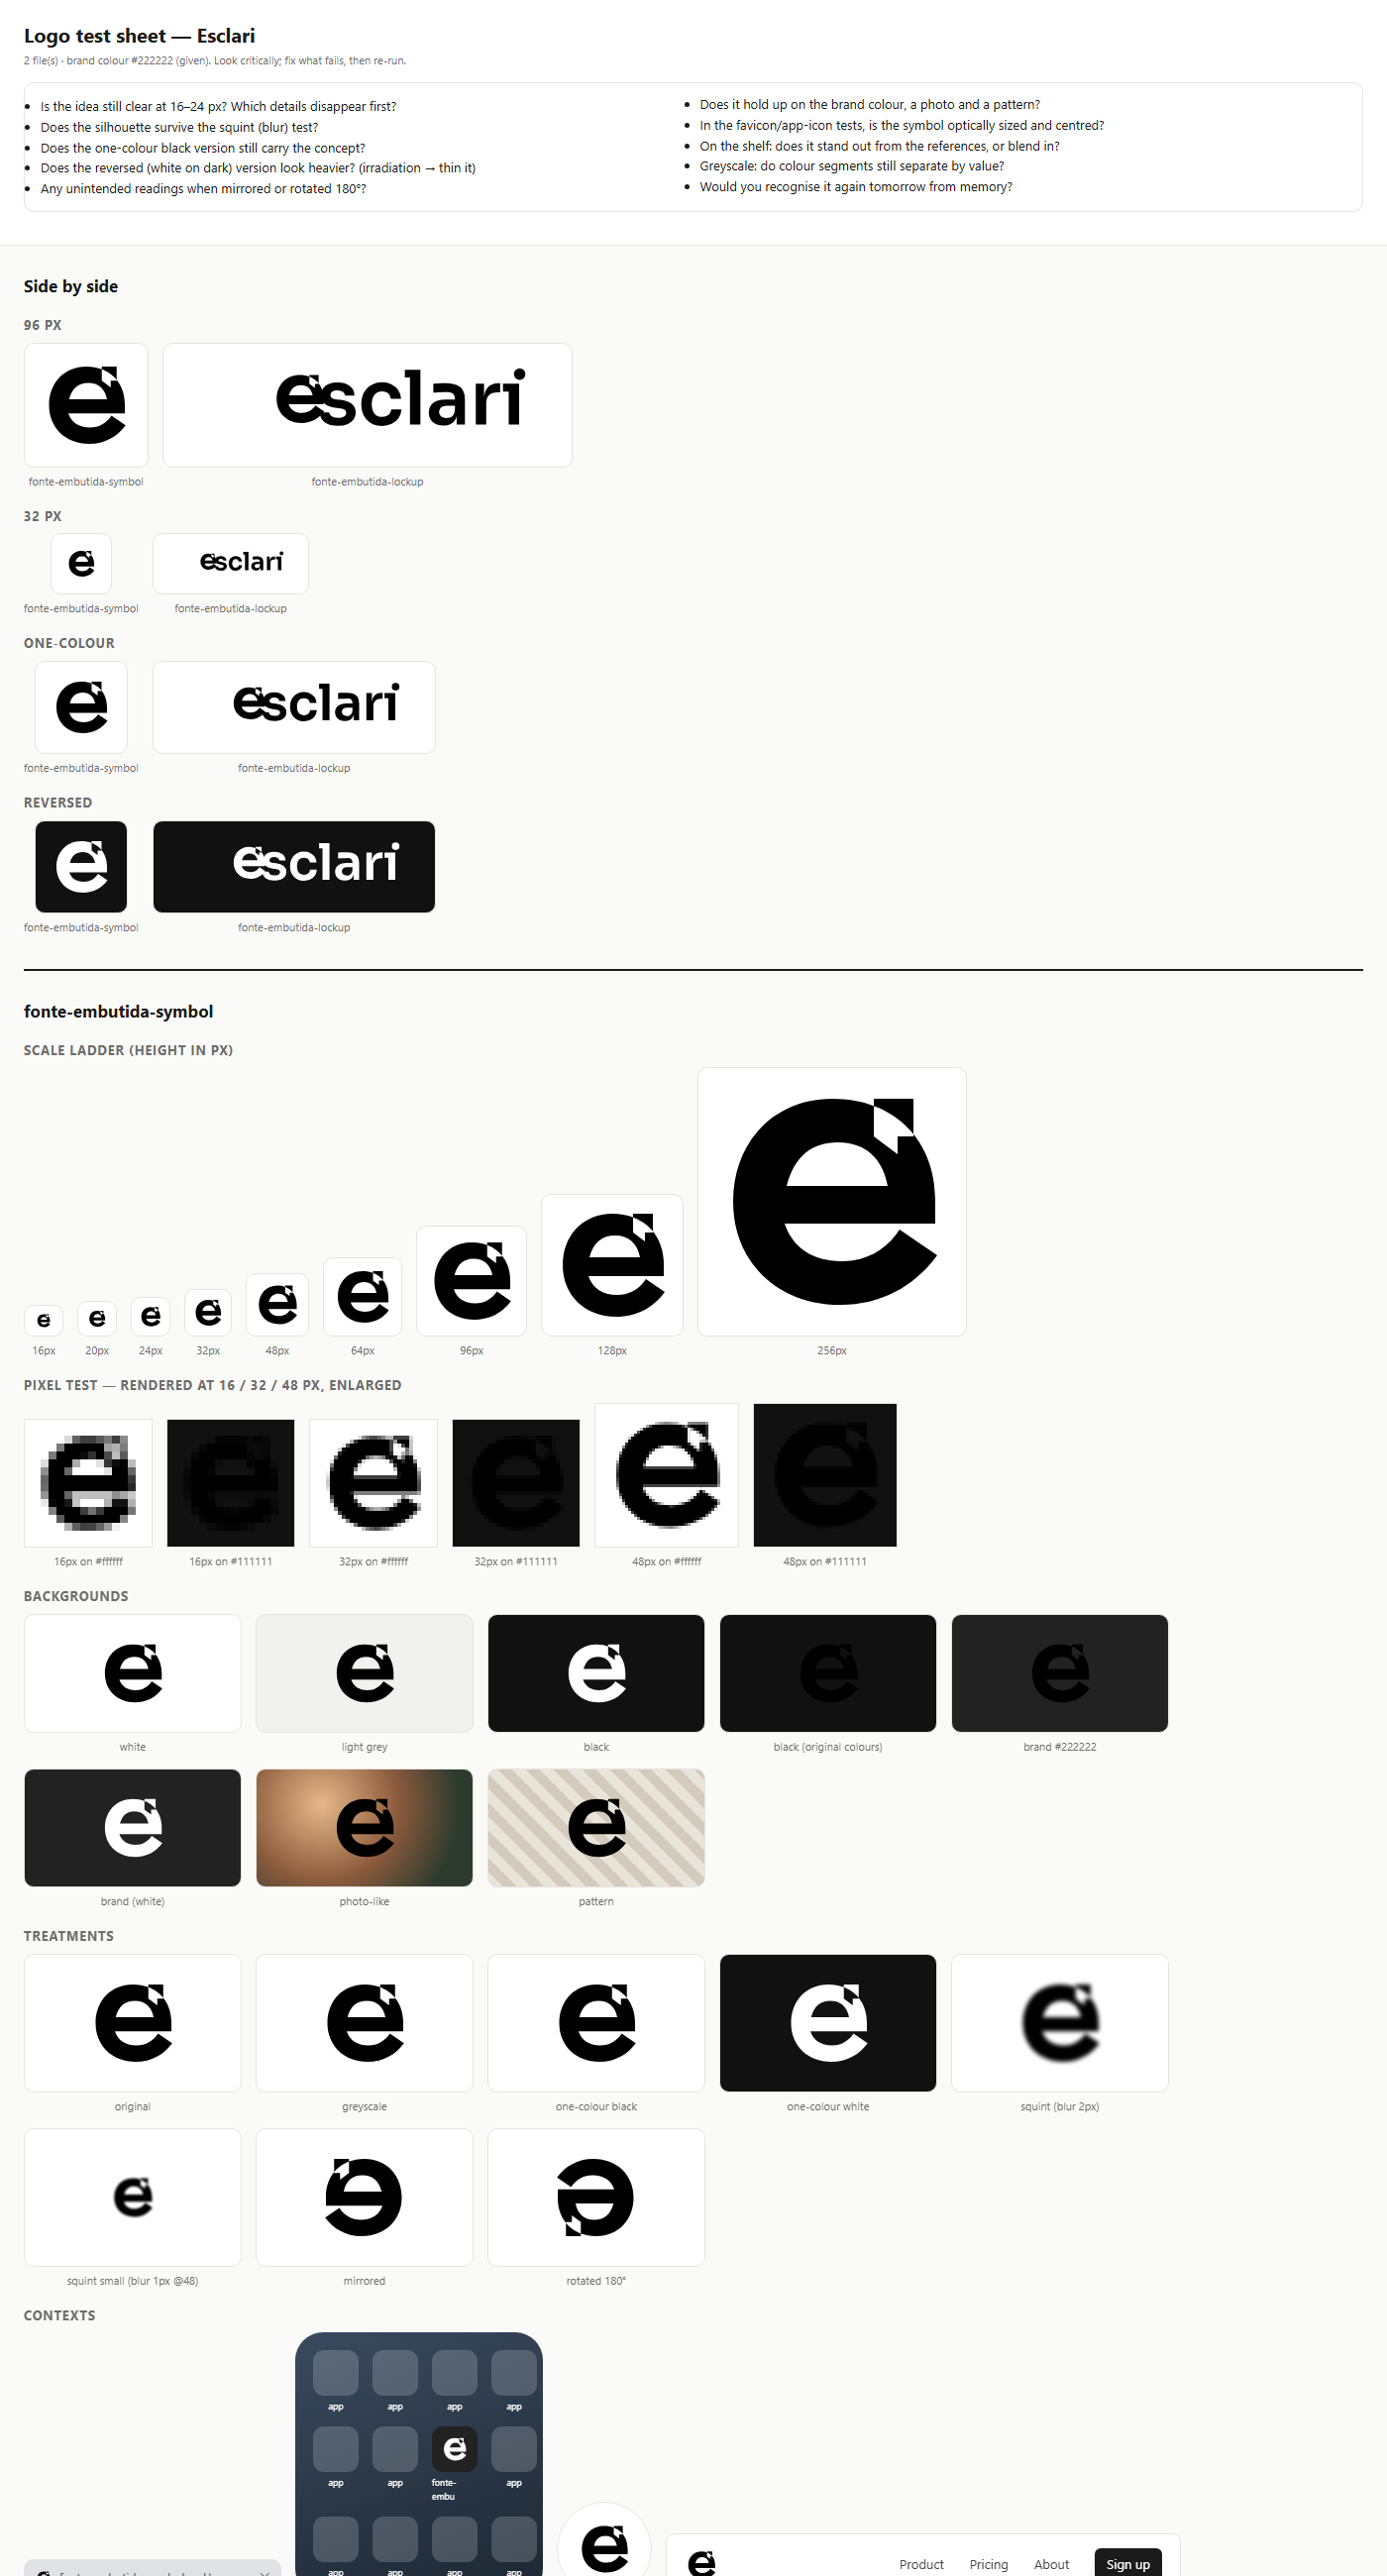 Logo test sheet — Esclari
2 file(s) · brand colour #222222 (given). Look critically; fix what fails, then re-run.
Is the idea still clear at 16–24 px? Which details disappear first?
Does the silhouette survive the squint (blur) test?
Does the one-colour black version still carry the concept?
Does the reversed (white on dark) version look heavier? (irradiation → thin it)
Any unintended readings when mirrored or rotated 180°?
Does it hold up on the brand colour, a photo and a pattern?
In the favicon/app-icon tests, is the symbol optically sized and centred?
On the shelf: does it stand out from the references, or blend in?
Greyscale: do colour segments still separate by value?
Would you recognise it again tomorrow from memory?
Side by side
96 PX
e esclari
fonte-embutida-symbol fonte-embutida-lockup
32 PX
e esclari
fonte-embutida-symbol fonte-embutida-lockup
ONE-COLOUR
e esclari
fonte-embutida-symbol fonte-embutida-lockup
REVERSED
e esclari
fonte-embutida-symbol fonte-embutida-lockup
fonte-embutida-symbol
SCALE LADDER (HEIGHT IN PX)
e e e e e e e e e
16px 20px 24px 32px 48px 64px 96px 128px 256px
PIXEL TEST — RENDERED AT 16 / 32 / 48 PX, ENLARGED
e e e e e e
16px on #ffffff 16px on #111111 32px on #ffffff 32px on #111111 48px on #ffffff 48px on #111111
BACKGROUNDS
e e e e e
white light grey black black (original colours) brand #222222
e e e
brand (white) photo-like pattern
TREATMENTS
e e e e e
original greyscale one-colour black one-colour white squint (blur 2px)
e e e
squint small (blur 1px @48) mirrored rotated 180°
CONTEXTS
app app app app
e
app app fonte-embu app
e e Product Pricing About Sign up
app app app app